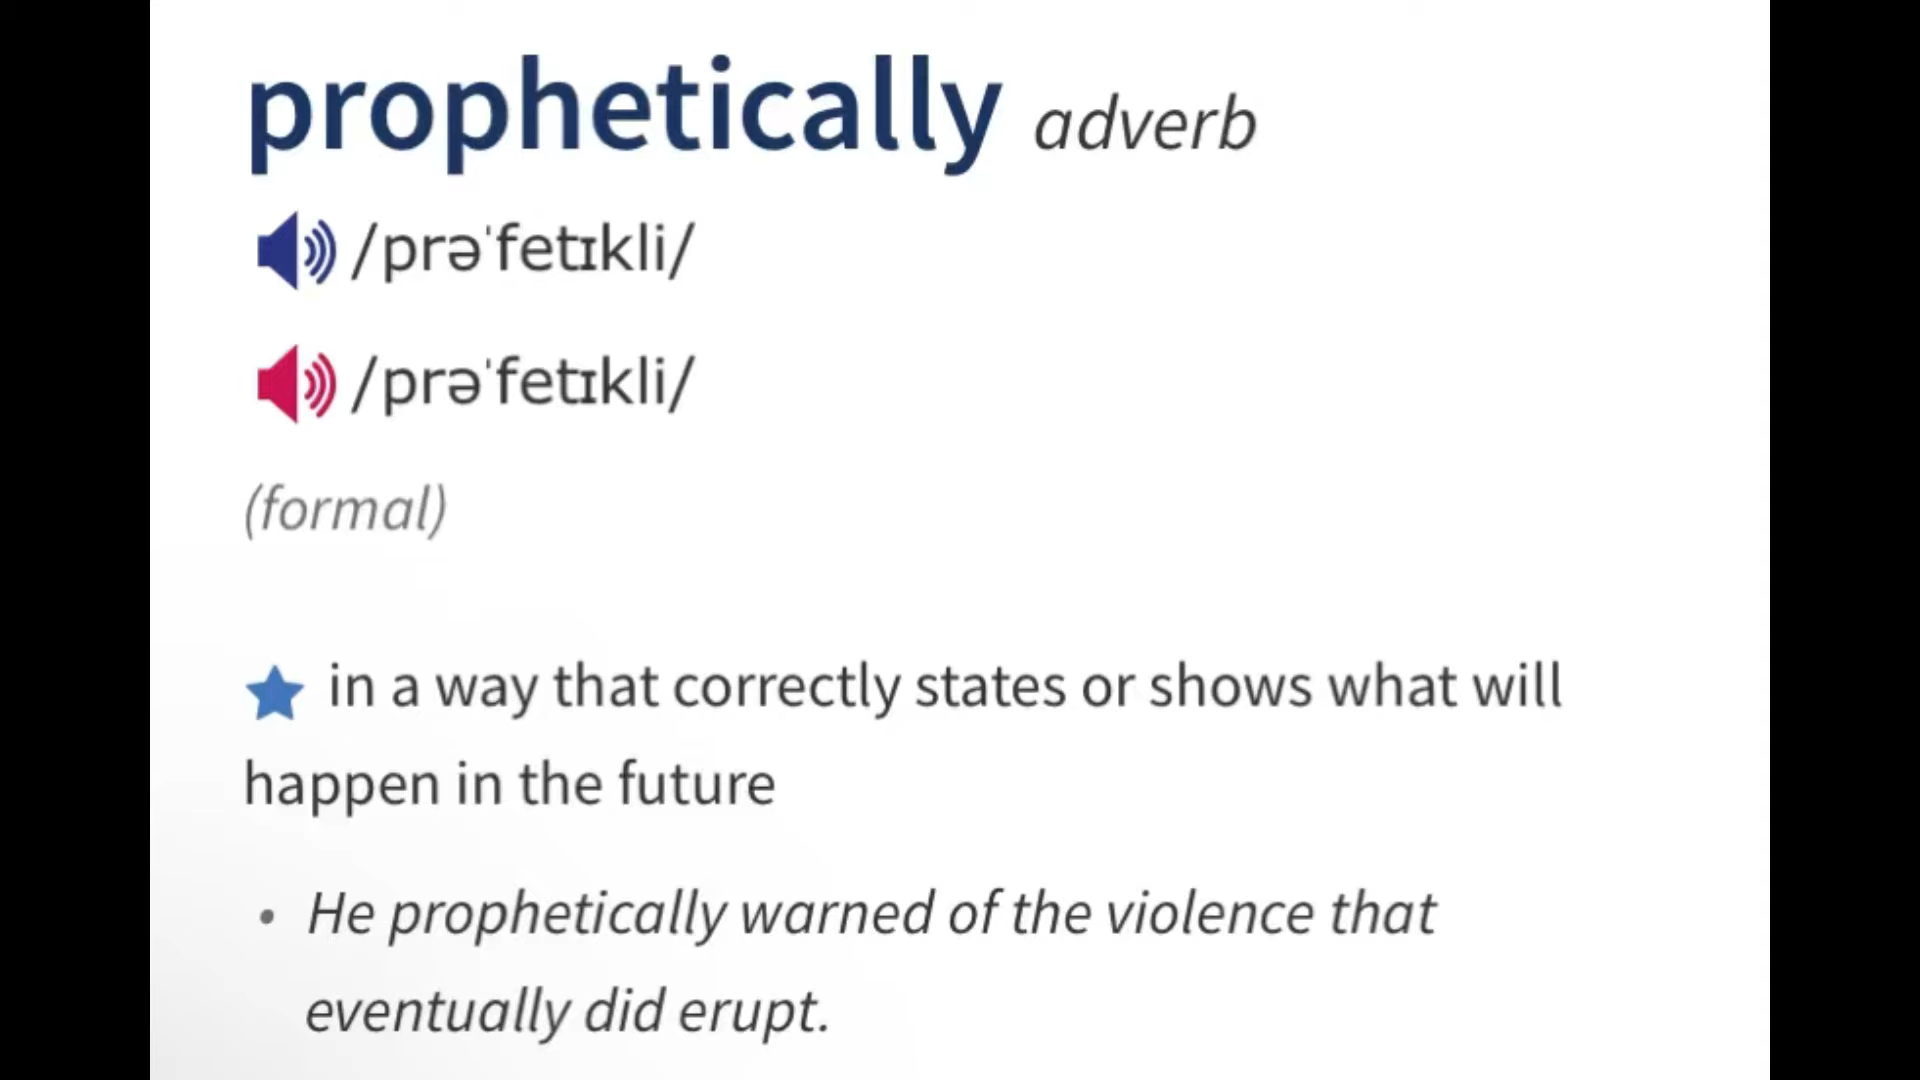 prophetically adverb
/prəˈfetɪkli/
/prəˈfetɪkli/
(formal)
in a way that correctly states or shows what will
happen in the future
• He prophetically warned of the violence that
eventually did erupt.